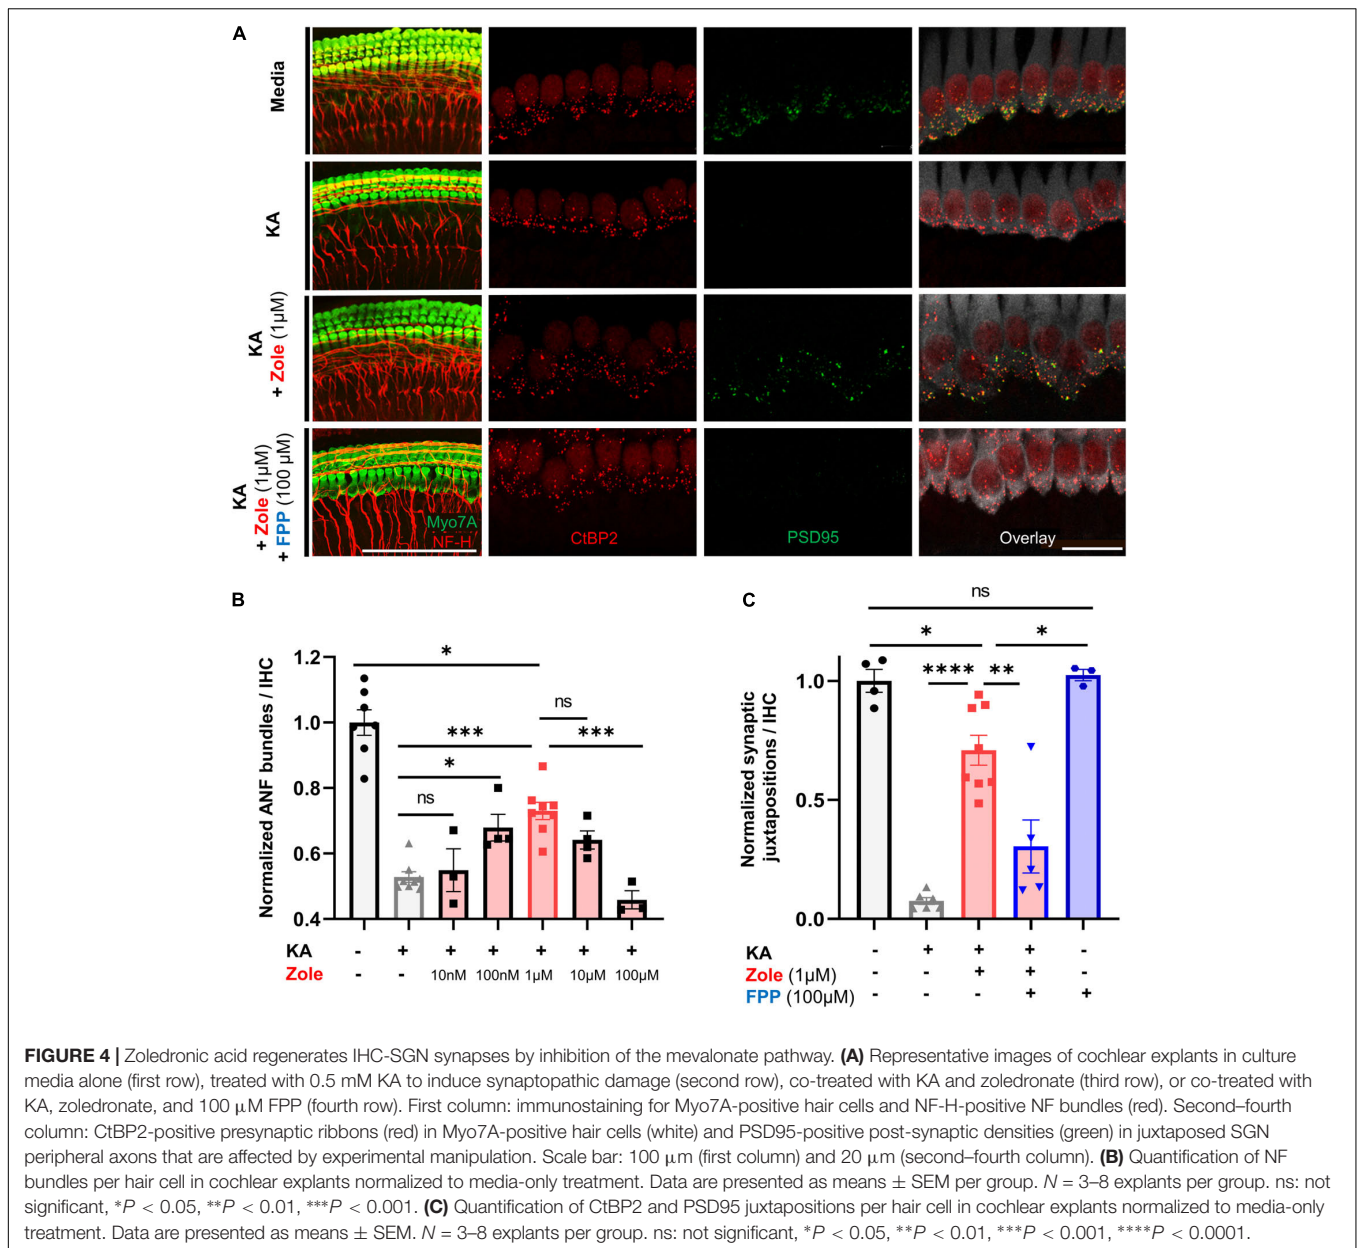 A
Media
KA
KA
+ Zole (1µM)
KA
+ Zole (1µM)
+ FPP (100 µM)
Myo7A
NF-H
CtBP2
PSD95
Overlay
B
Normalized ANF bundles / IHC
1.2
1.0
0.8
0.6
0.4
*
***
*
ns
ns
***
KA - + + + + + +
Zole - - 10nM 100nM 1µM 10µM 100µM
C
Normalized synaptic
juxtapositions / IHC
1.0
0.5
0.0
ns
* *
**** **
KA - + + + -
Zole (1µM) - - + + -
FPP (100µM) - - - + +
FIGURE 4 | Zoledronic acid regenerates IHC-SGN synapses by inhibition of the mevalonate pathway. (A) Representative images of cochlear explants in culture
media alone (first row), treated with 0.5 mM KA to induce synaptopathic damage (second row), co-treated with KA and zoledronate (third row), or co-treated with
KA, zoledronate, and 100 µM FPP (fourth row). First column: immunostaining for Myo7A-positive hair cells and NF-H-positive NF bundles (red). Second–fourth
column: CtBP2-positive presynaptic ribbons (red) in Myo7A-positive hair cells (white) and PSD95-positive post-synaptic densities (green) in juxtaposed SGN
peripheral axons that are affected by experimental manipulation. Scale bar: 100 µm (first column) and 20 µm (second–fourth column). (B) Quantification of NF
bundles per hair cell in cochlear explants normalized to media-only treatment. Data are presented as means ± SEM per group. N = 3–8 explants per group. ns: not
significant, *P < 0.05, **P < 0.01, ***P < 0.001. (C) Quantification of CtBP2 and PSD95 juxtapositions per hair cell in cochlear explants normalized to media-only
treatment. Data are presented as means ± SEM. N = 3–8 explants per group. ns: not significant, *P < 0.05, **P < 0.01, ***P < 0.001, ****P < 0.0001.